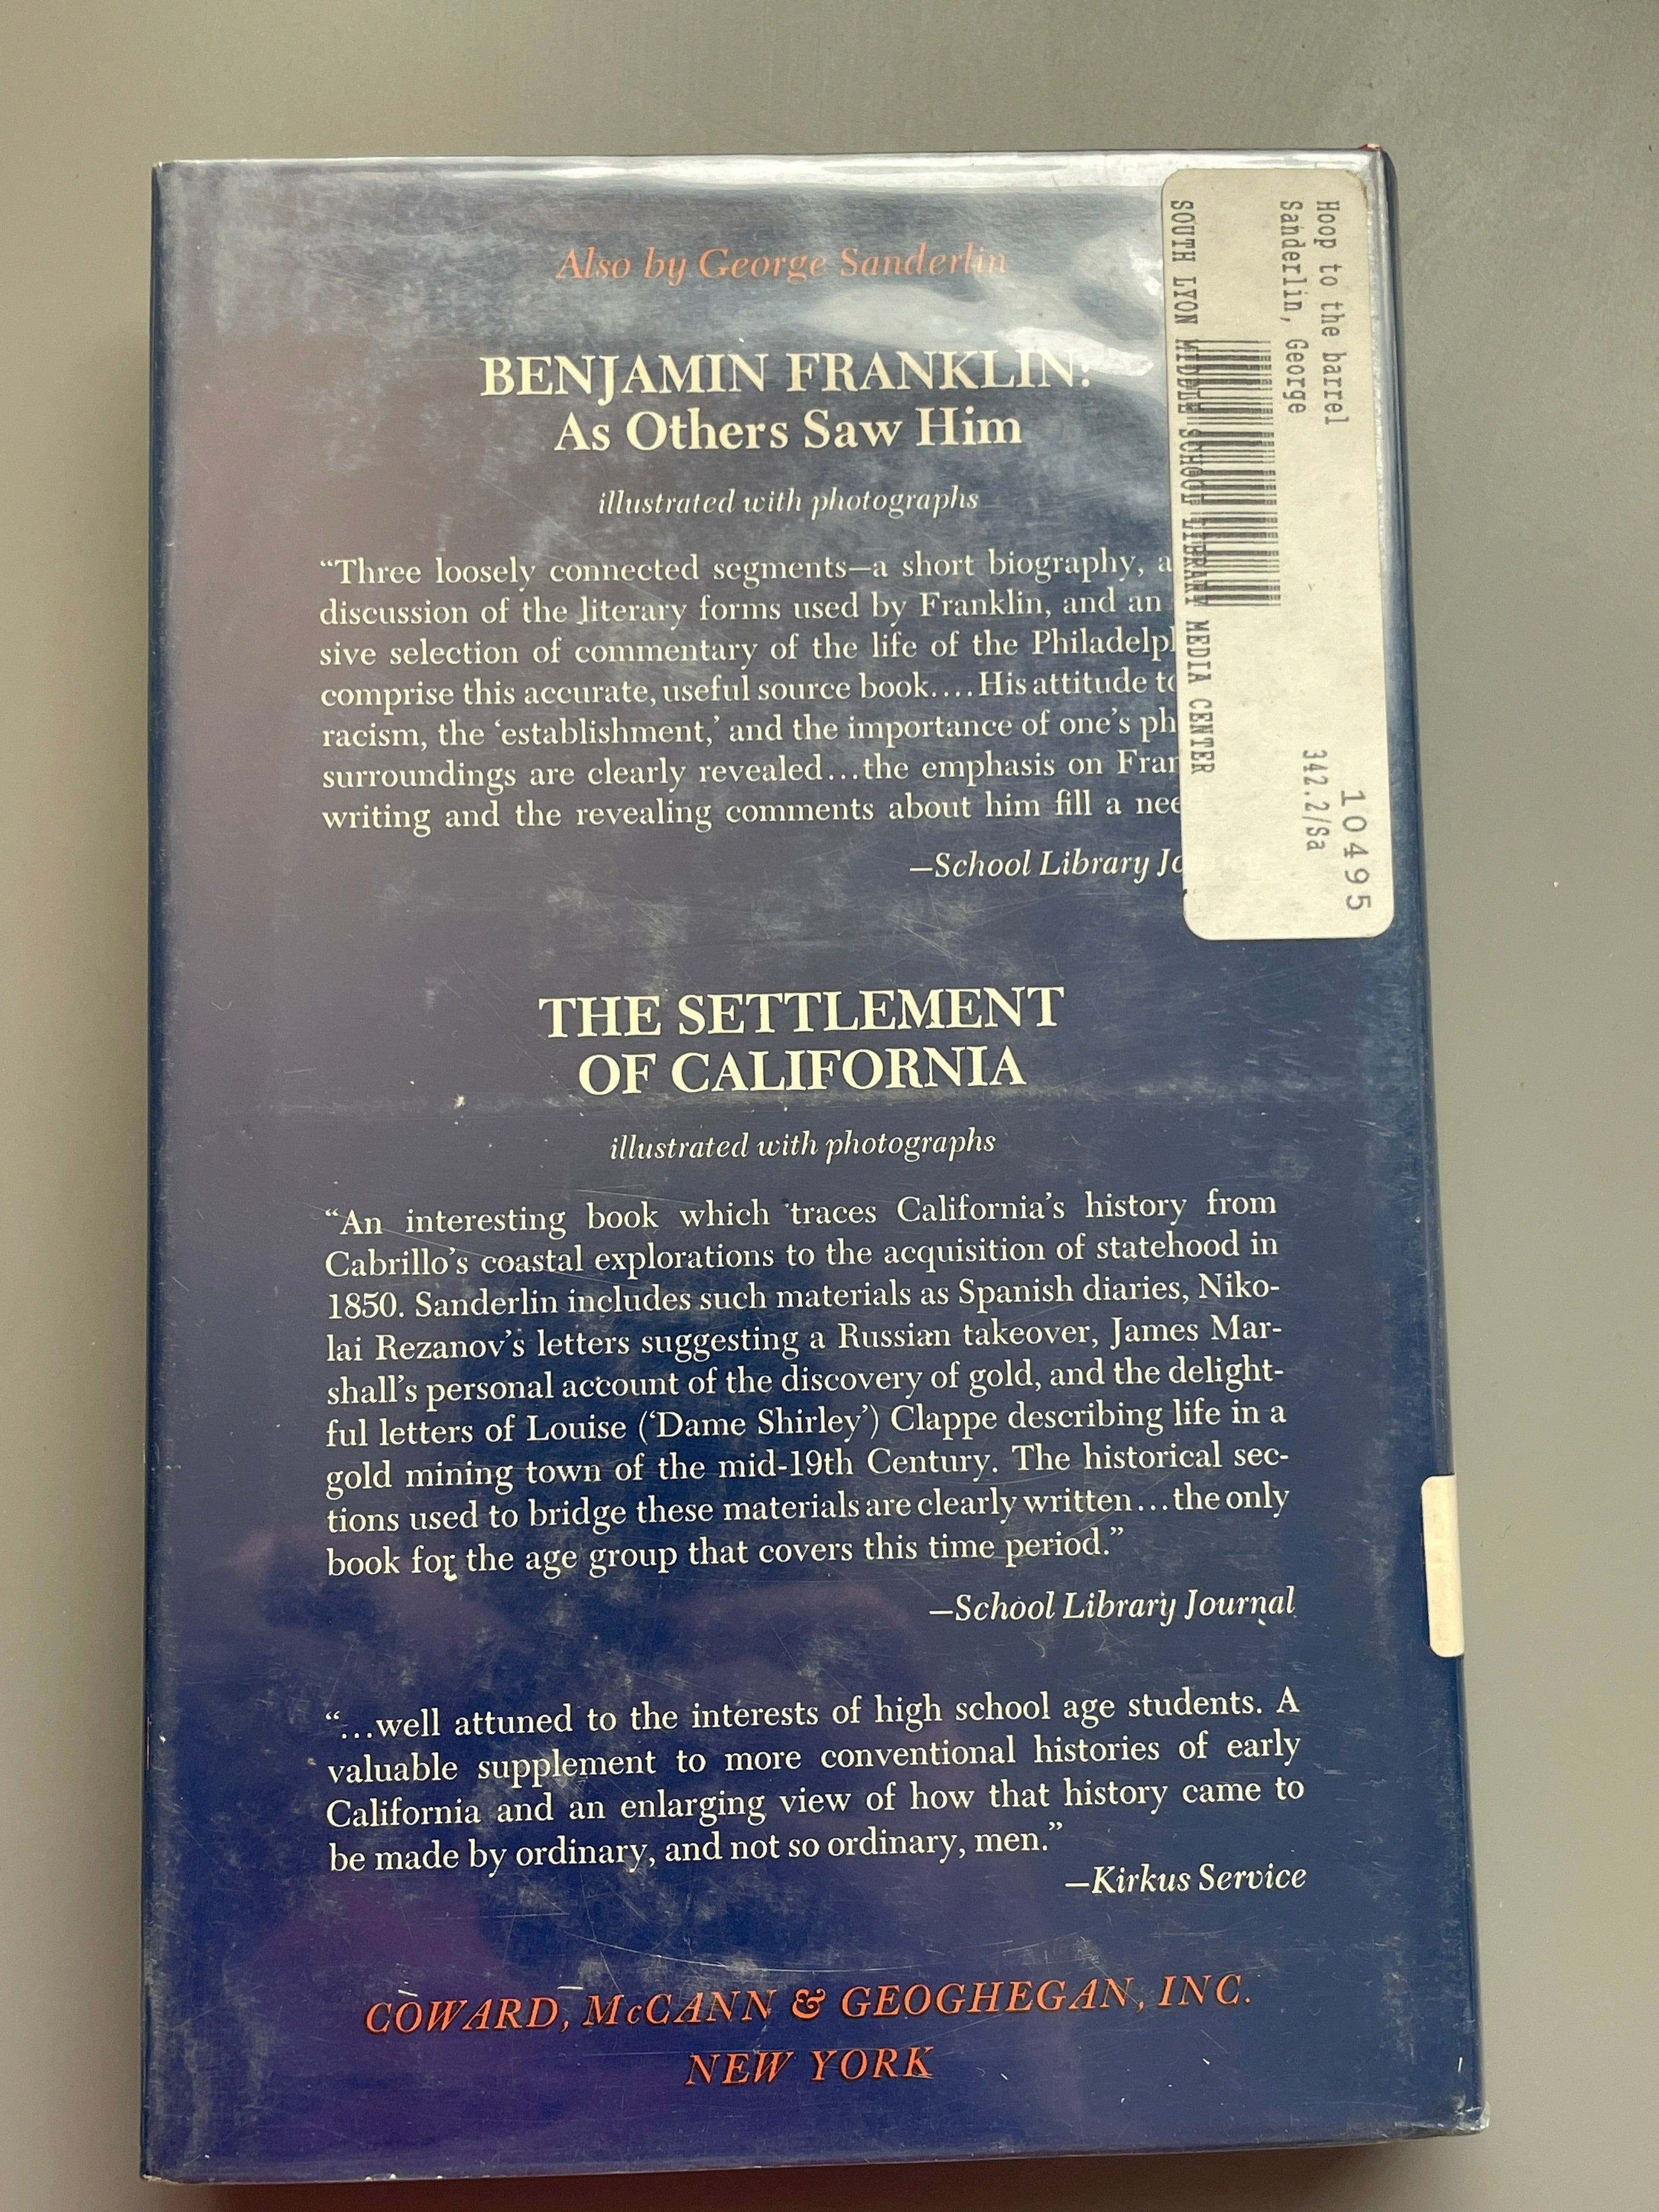 Also by George Sanderlin
BENJAMIN FRANKLIN:
As Others Saw Him
illustrated with photographs
“Three loosely connected segments—a short biography, a
discussion of the literary forms used by Franklin, and an
sive selection of commentary of the life of the
comprise this accurate, useful source book.... His attitude
racism, the ‘establishment,’ and the importance of one’s
surroundings are clearly revealed...the emphasis on
writing and the revealing comments about him fill a
—School Library
THE SETTLEMENT
OF CALIFORNIA
illustrated with photographs
“An interesting book which traces California’s history from
Cabrillo’s coastal explorations to the acquisition of statehood in
1850. Sanderlin includes such materials as Spanish diaries, Niko-
lai Rezanov’s letters suggesting a Russian takeover, James Mar-
shall’s personal account of the discovery of gold, and the delight-
ful letters of Louise (‘Dame Shirley’) Clappe describing life in a
gold mining town of the mid-19th Century. The historical sec-
tions used to bridge these materials are clearly written...the only
book for the age group that covers this time period.”
—School Library Journal
“...well attuned to the interests of high school age students. A
valuable supplement to more conventional histories of early
California and an enlarging view of how that history came to
be made by ordinary, and not so ordinary, men.”
—Kirkus Service
COWARD, McCANN & GEOGHEGAN, INC.
NEW YORK
10495
Hoop to the barrel
342.2/Sa
Sanderlin, George
SOUTH LYON MIDDLE SCHOOL LIBRARY MEDIA CENTER